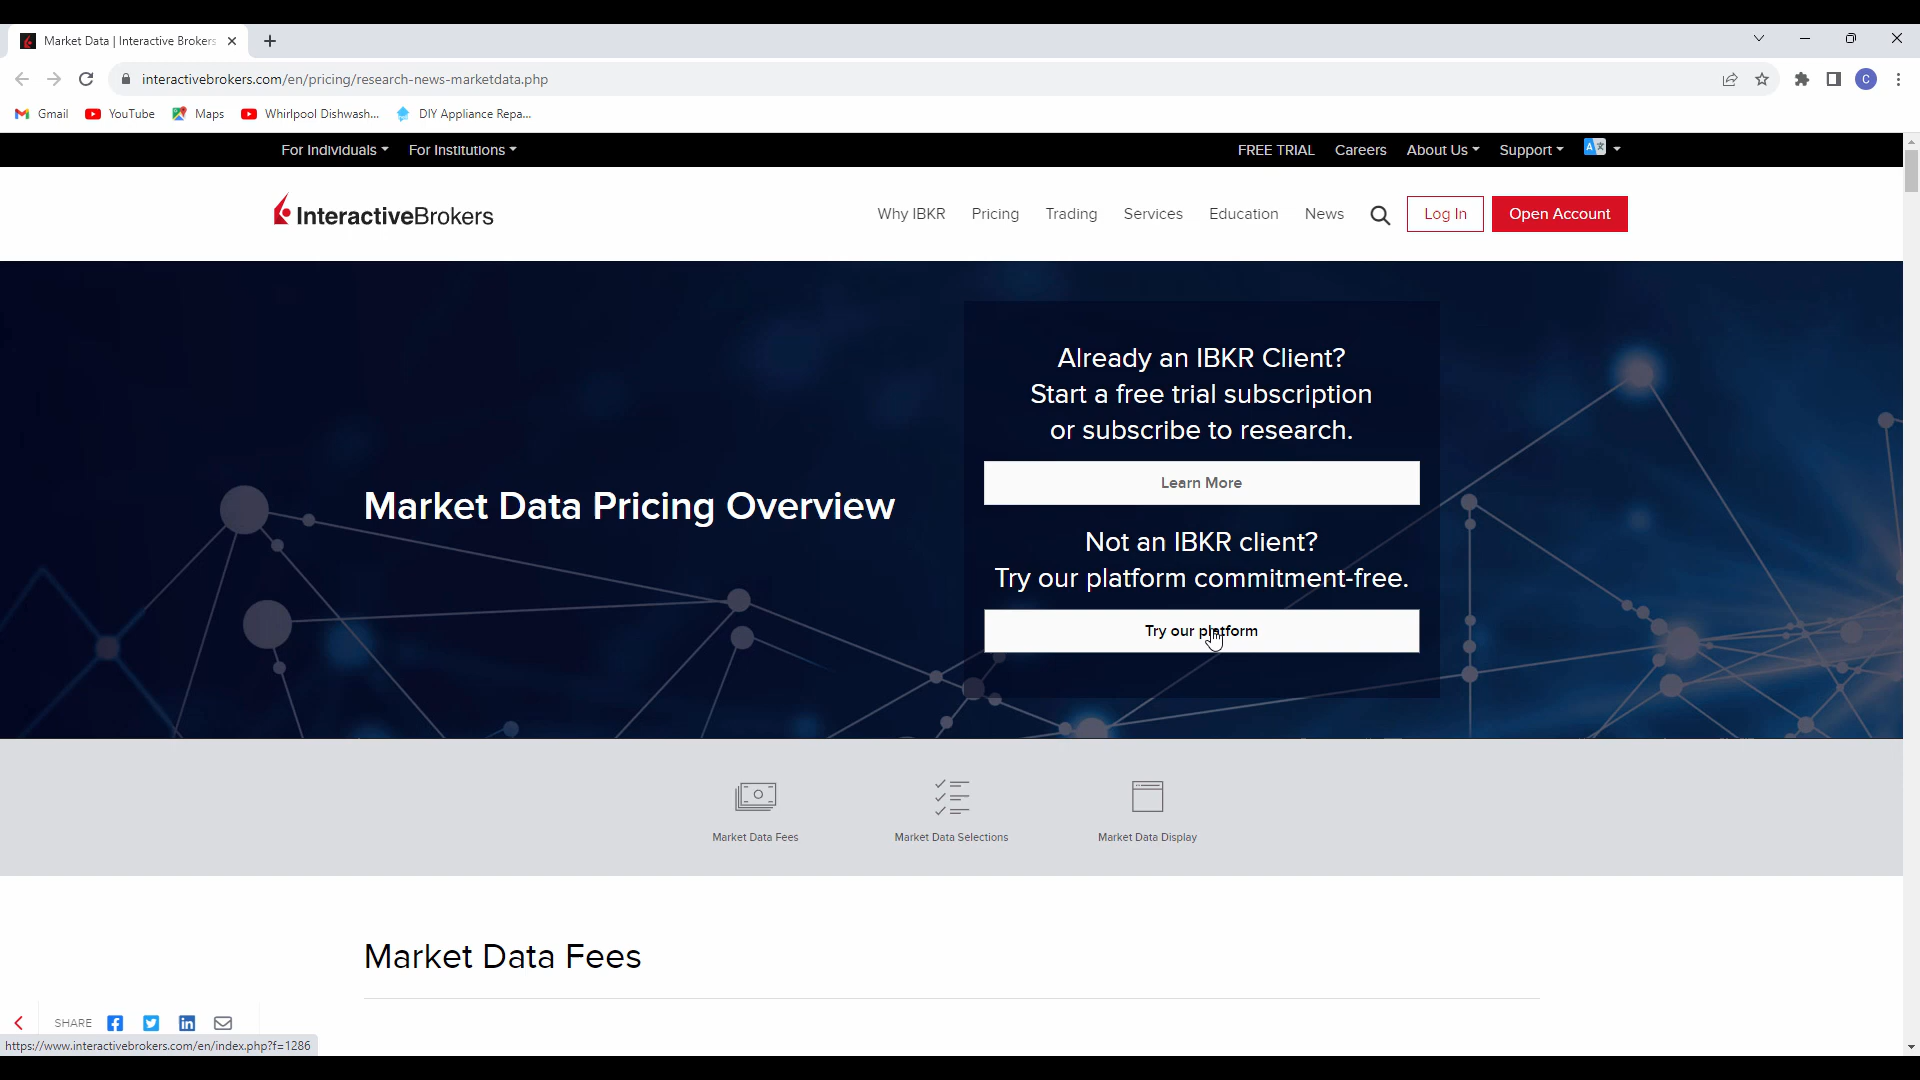 Market Data | Interactive Brokers
interactivebrokers.com/en/pricing/research-news-marketdata.php
C
Gmail YouTube Maps Whirlpool Dishwash... DIY Appliance Repa...
For Individuals For Institutions FREE TRIAL Careers About Us Support
InteractiveBrokers Why IBKR Pricing Trading Services Education News Log In Open Account
Already an IBKR Client?
Start a free trial subscription
or subscribe to research.
Learn More
Market Data Pricing Overview
Not an IBKR client?
Try our platform commitment-free.
Try our platform
Market Data Fees Market Data Selections Market Data Display
Market Data Fees
SHARE
https://www.interactivebrokers.com/en/index.php?f=1286